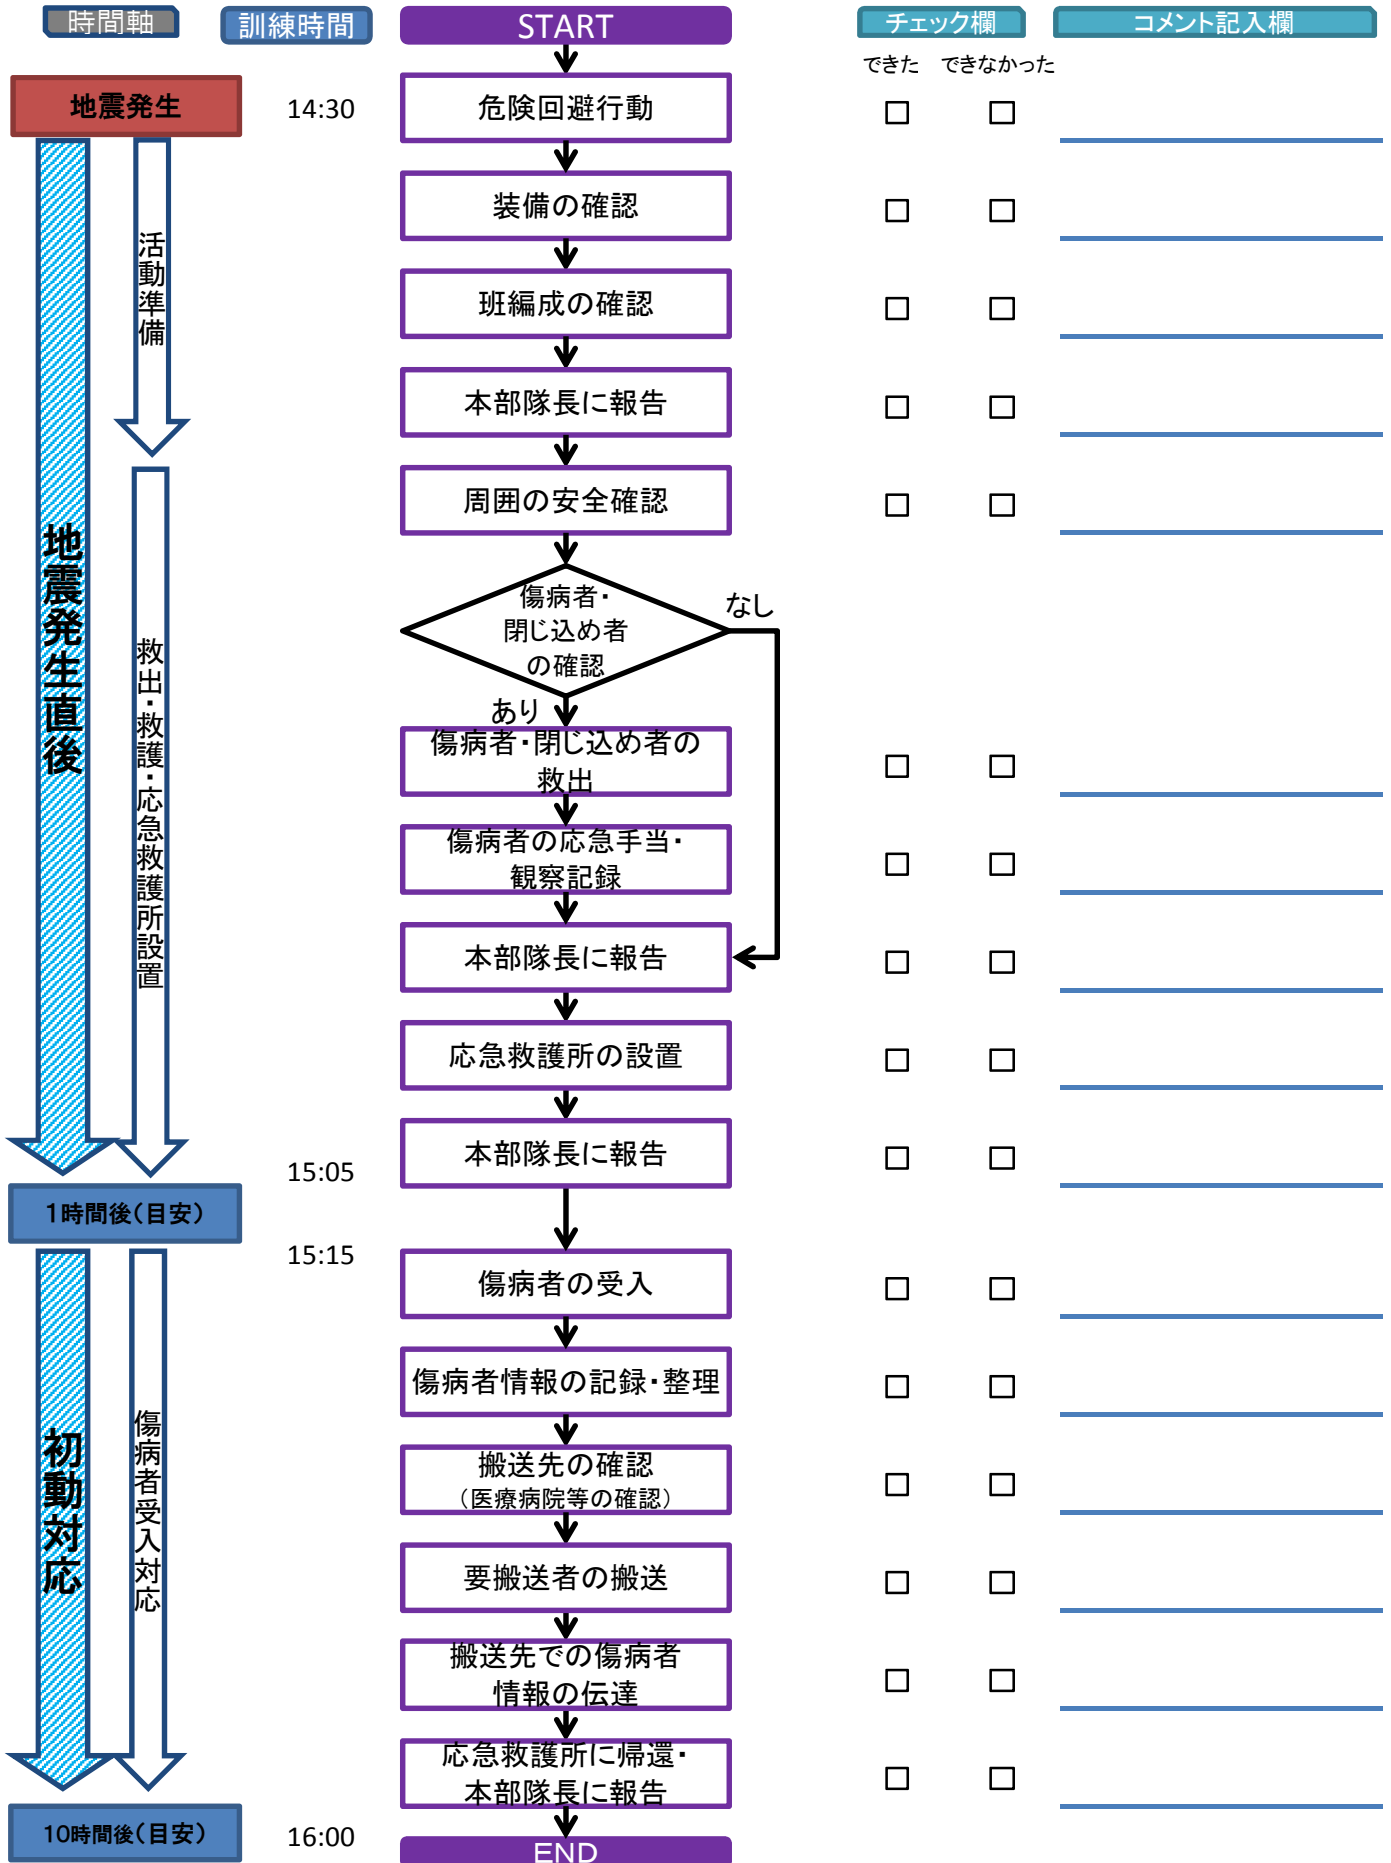 時間軸
訓練時間
START
チェック欄
コメント記入欄
できた
できなかった
地震発生
14:30
危険回避行動
装備の確認
活動準備
班編成の確認
本部隊長に報告
周囲の安全確認
地震発生直後
救出・救護・応急救護所設置
傷病者・
閉じ込め者
の確認
なし
あり
傷病者・閉じ込め者の
救出
傷病者の応急手当・
観察記録
本部隊長に報告
応急救護所の設置
本部隊長に報告
15:05
1時間後(目安)
15:15
傷病者の受入
傷病者情報の記録・整理
初動対応
傷病者受入対応
搬送先の確認
(医療病院等の確認)
要搬送者の搬送
搬送先での傷病者
情報の伝達
応急救護所に帰還・
本部隊長に報告
10時間後(目安)
16:00
END